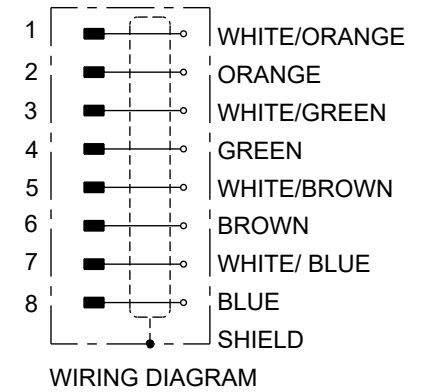 1 WHITE/ORANGE
2 ORANGE
3 WHITE/GREEN
4 GREEN
5 WHITE/BROWN
6 BROWN
7 WHITE/ BLUE
8 BLUE
SHIELD
WIRING DIAGRAM